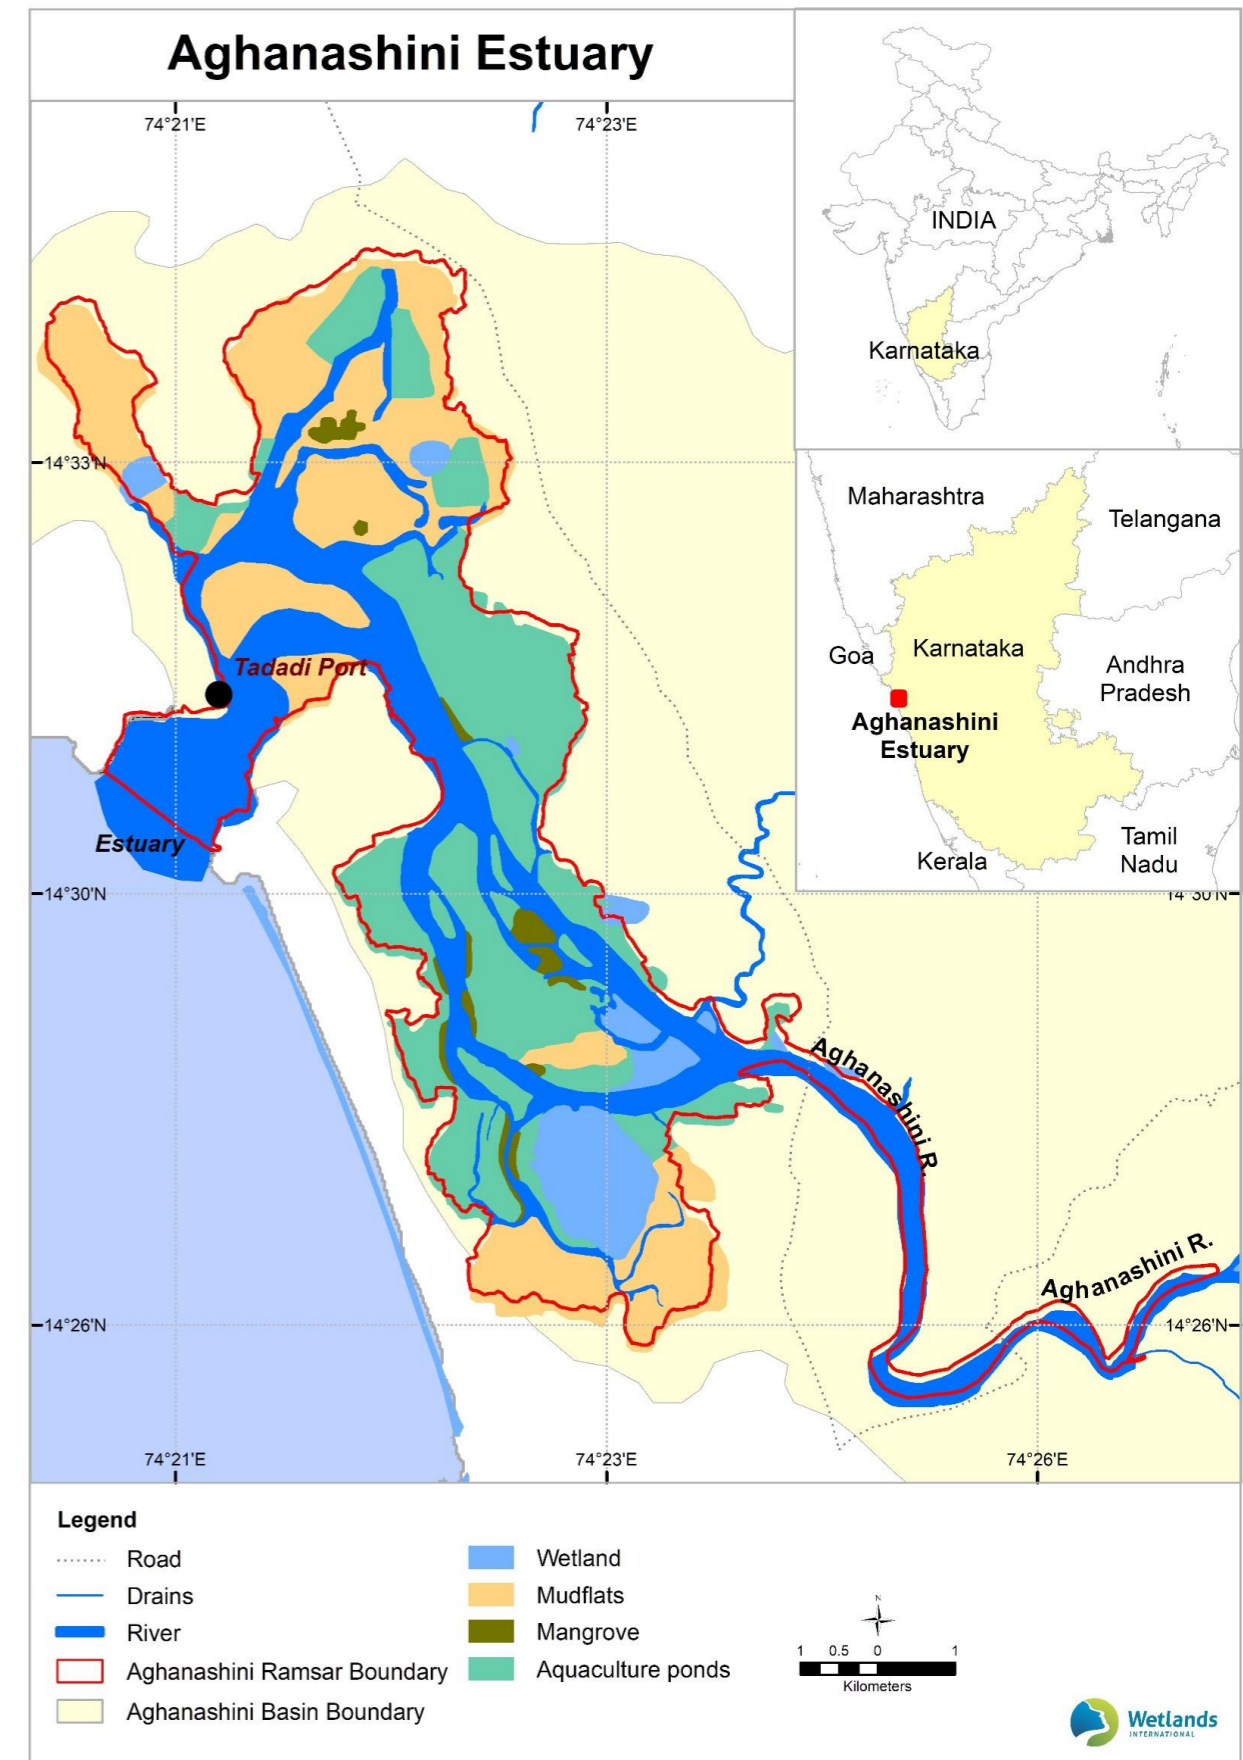 Aghanashini Estuary
74°21'E
74°23'E
INDIA
Karnataka
14°33'N
Maharashtra
Telangana
Goa
Karnataka
Andhra
Pradesh
Aghanashini
Estuary
Tamil
Nadu
Kerala
Tadadi Port
Estuary
14°30'N
14°30'N
Aghanashini R.
Aghanashini R.
14°26'N
14°26'N
74°21'E
74°23'E
74°26'E
Legend
Road
Drains
River
Aghanashini Ramsar Boundary
Aghanashini Basin Boundary
Wetland
Mudflats
Mangrove
Aquaculture ponds
N
1 0.5 0 1
Kilometers
Wetlands
INTERNATIONAL